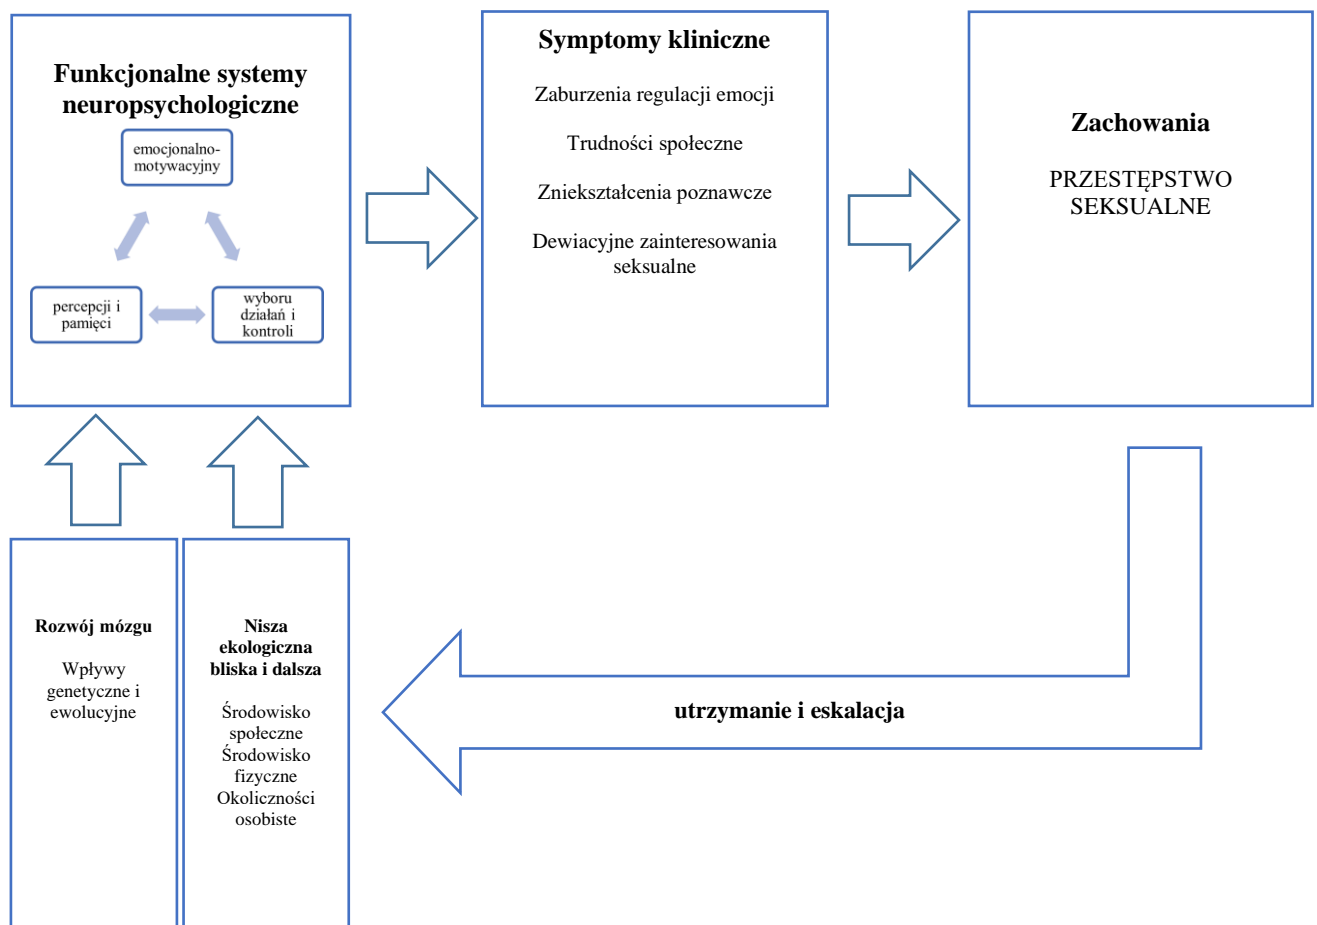 Funkcjonalne systemy
neuropsychologiczne
emocjonalno-
motywacyjny
percepcji i
pamięci
wyboru
działań i
kontroli
Symptomy kliniczne
Zaburzenia regulacji emocji
Trudności społeczne
Zniekształcenia poznawcze
Dewiacyjne zainteresowania
seksualne
Zachowania
PRZESTĘPSTWO
SEKSUALNE
Rozwój mózgu
Wpływy
genetyczne i
ewolucyjne
Nisza
ekologiczna
bliska i dalsza
Środowisko
społeczne
Środowisko
fizyczne
Okoliczności
osobiste
utrzymanie i eskalacja